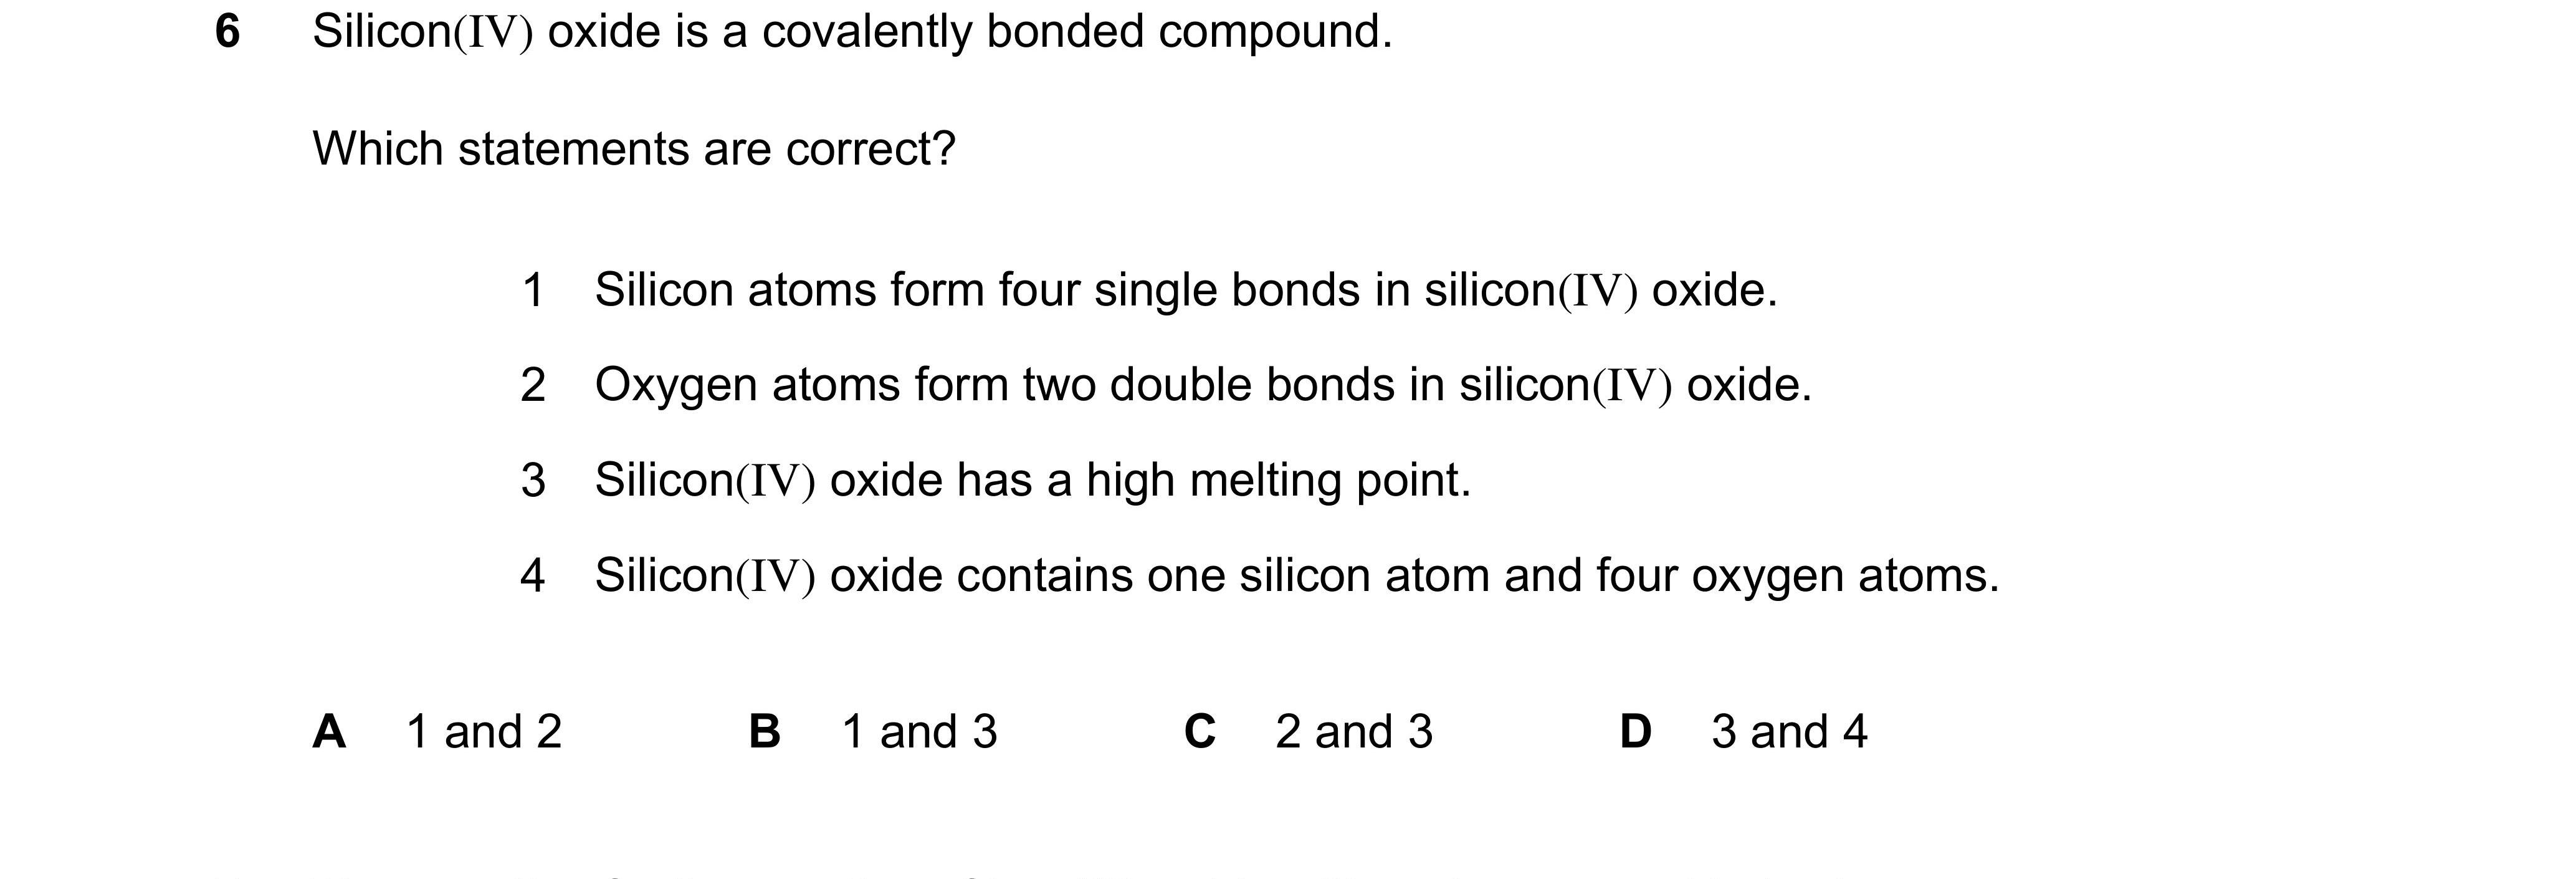 6 Silicon(IV) oxide is a covalently bonded compound.
Which statements are correct?
1 Silicon atoms form four single bonds in silicon(IV) oxide.
2 Oxygen atoms form two double bonds in silicon(IV) oxide.
3 Silicon(IV) oxide has a high melting point.
4 Silicon(IV) oxide contains one silicon atom and four oxygen atoms.
A 1 and 2 B 1 and 3 C 2 and 3 D 3 and 4